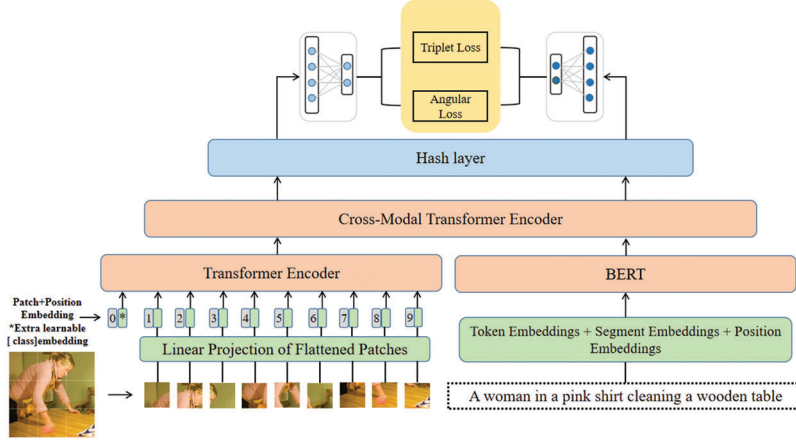 Triplet Loss
Angular
Loss
Hash layer
Cross-Modal Transformer Encoder
Transformer Encoder
BERT
Patch+Position
Embedding
*Extra learnable
[ class]embedding
0 * 1 2 3 4 5 6 7 8 9
Linear Projection of Flattened Patches
Token Embeddings + Segment Embeddings + Position
Embeddings
A woman in a pink shirt cleaning a wooden table